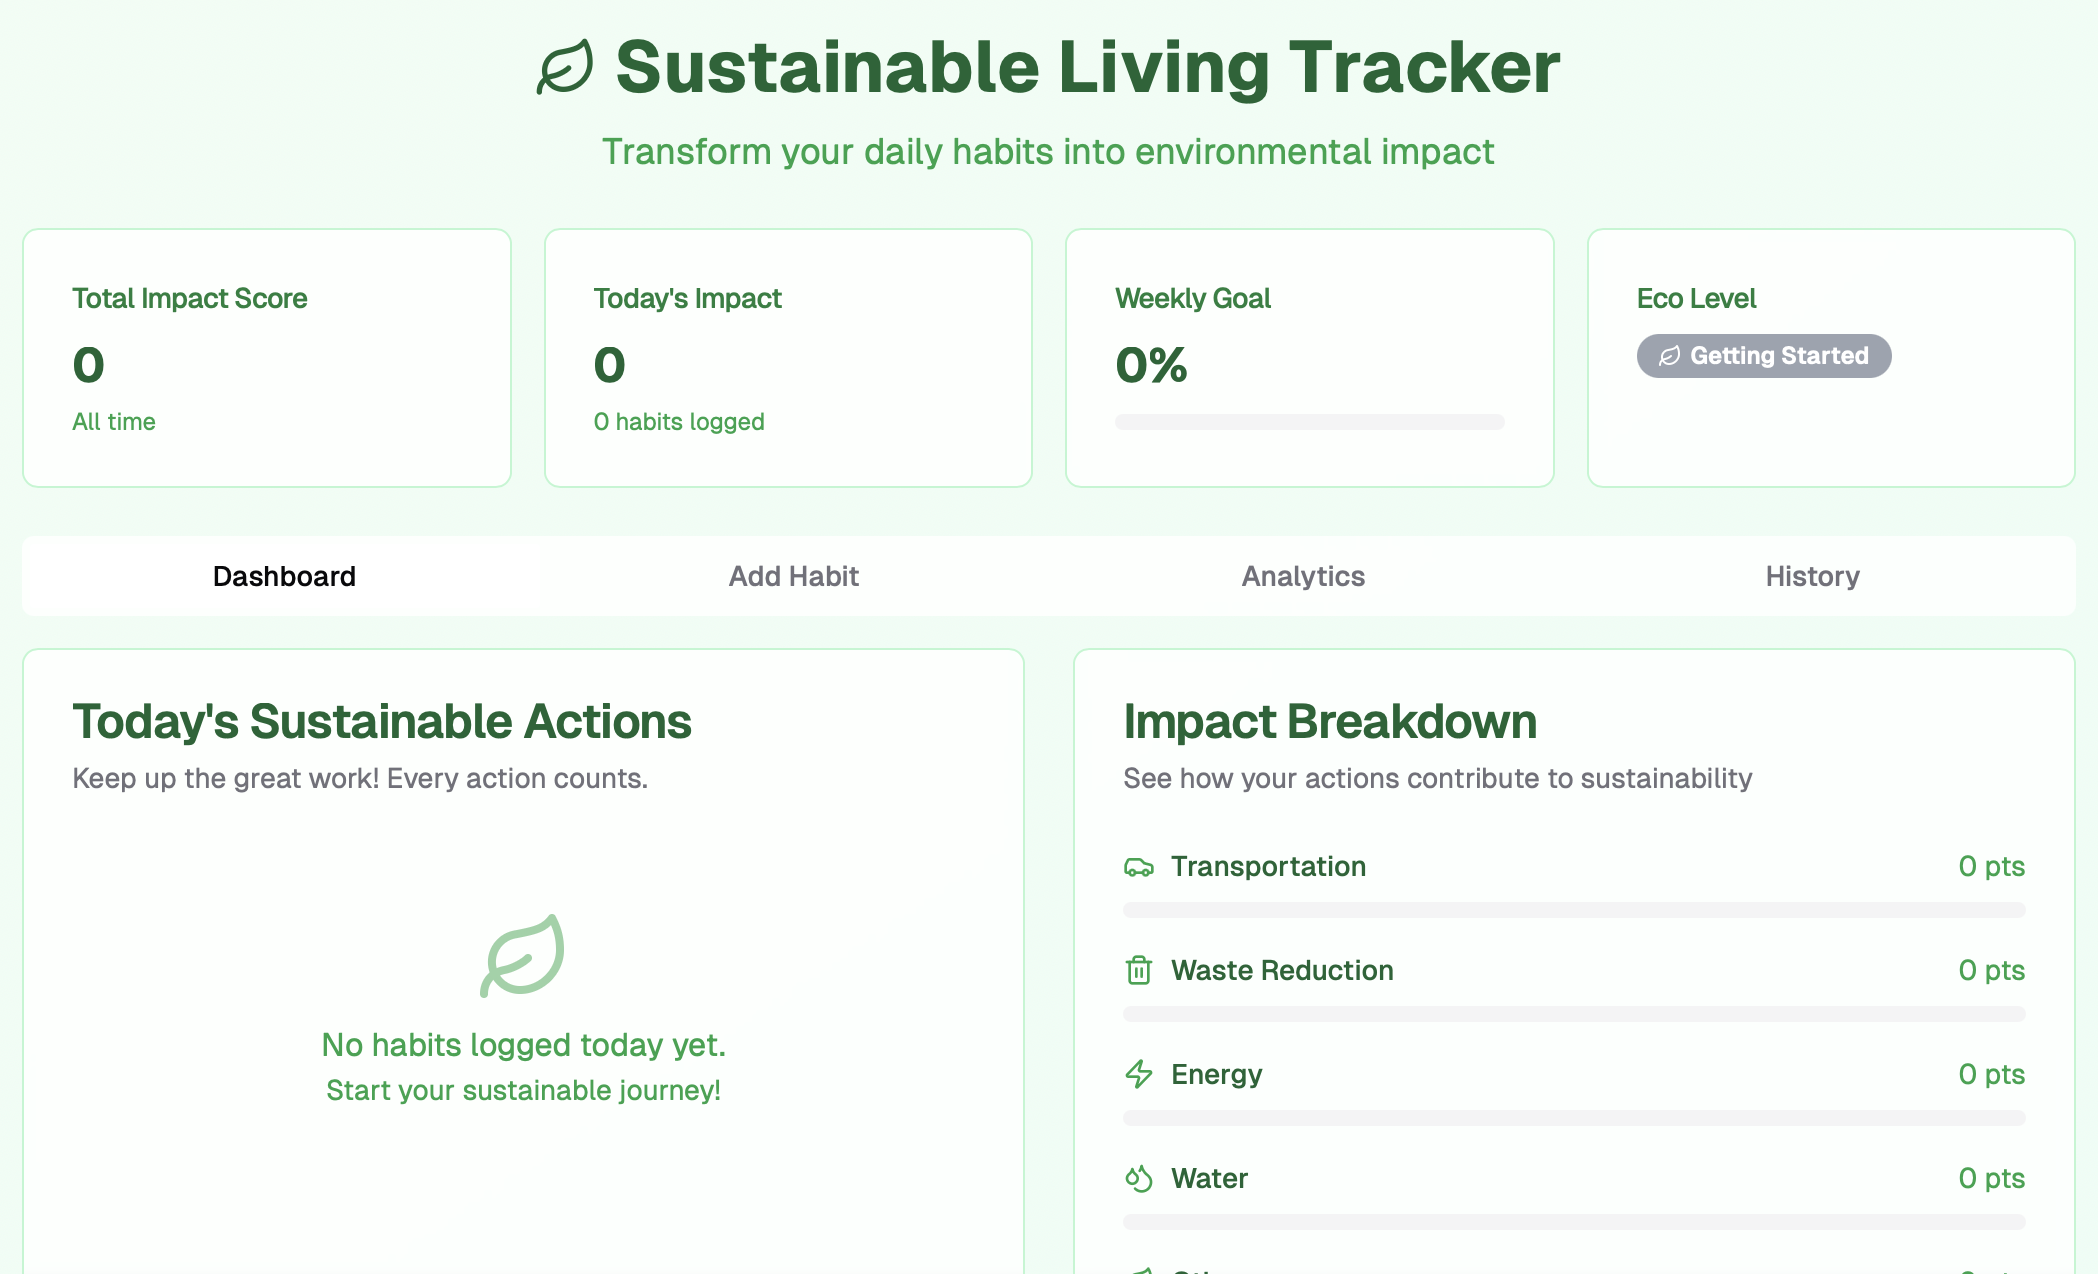 Sustainable Living Tracker
Transform your daily habits into environmental impact
Total Impact Score
0
All time
Today's Impact
0
0 habits logged
Weekly Goal
0%
Eco Level
Getting Started
Dashboard
Add Habit
Analytics
History
Today's Sustainable Actions
Keep up the great work! Every action counts.
No habits logged today yet.
Start your sustainable journey!
Impact Breakdown
See how your actions contribute to sustainability
Transportation
0 pts
Waste Reduction
0 pts
Energy
0 pts
Water
0 pts